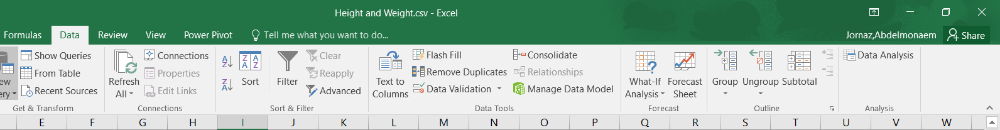 Height and Weight.csv - Excel
Formulas Data Review View Power Pivot Tell me what you want to do... Jornaz,Abdelmonaem Share
Show Queries
From Table
Recent Sources
Get & Transform
Refresh All
Connections
Properties
Edit Links
Connections
A Z
Z A
Z A A Z
Sort
Filter
Clear
Reapply
Advanced
Sort & Filter
Text to Columns
Flash Fill
Remove Duplicates
Data Validation
Consolidate
Relationships
Manage Data Model
Data Tools
What-If Analysis
Forecast Sheet
Forecast
Group
Ungroup
Subtotal
Outline
Data Analysis
Analysis
E F G H I J K L M N O P Q R S T U V W